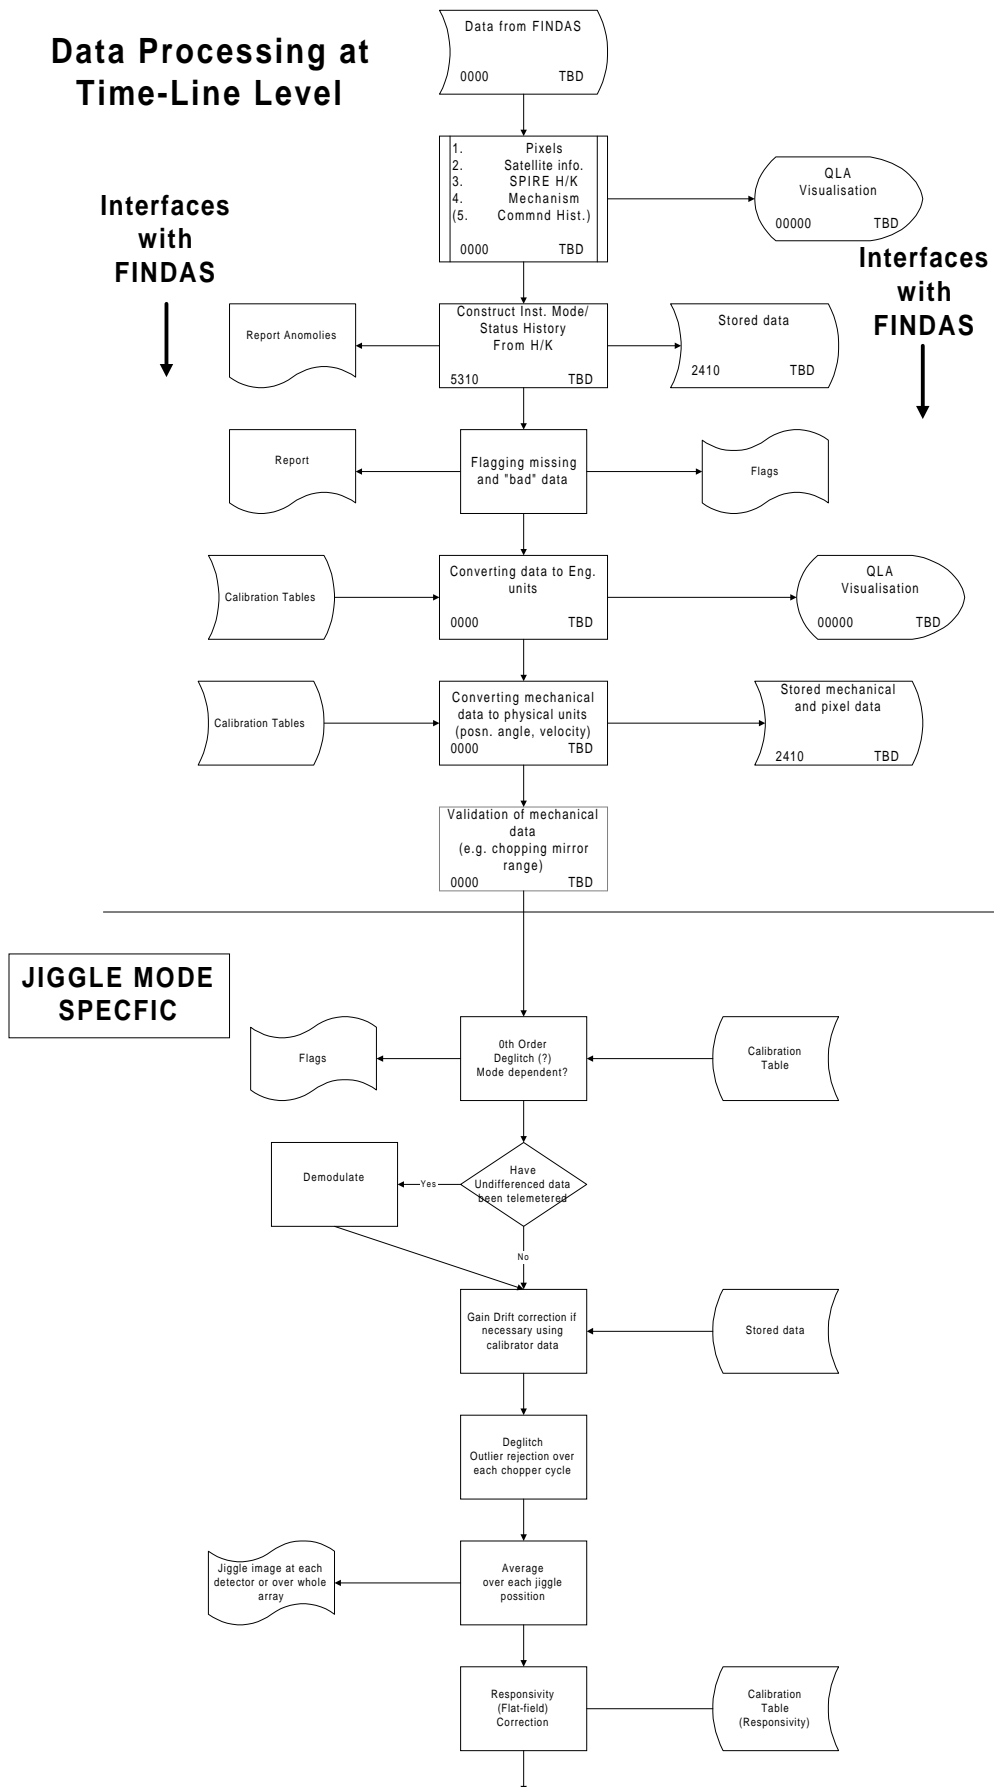 Data from FINDAS
0000 TBD
Data Processing at
Time-Line Level
1. Pixels
2. Satellite info.
3. SPIRE H/K
4. Mechanism
(5. Commnd Hist.)
0000 TBD
QLA
Visualisation
00000 TBD
Interfaces
with
FINDAS
Interfaces
with
FINDAS
Report Anomolies
Construct Inst. Mode/
Status History
From H/K
5310 TBD
Stored data
2410 TBD
Report
Flagging missing
and "bad" data
Flags
Calibration Tables
Converting data to Eng.
units
0000 TBD
QLA
Visualisation
00000 TBD
Calibration Tables
Converting mechanical
data to physical units
(posn. angle, velocity)
0000 TBD
Stored mechanical
and pixel data
2410 TBD
Validation of mechanical
data
(e.g. chopping mirror
range)
0000 TBD
JIGGLE MODE
SPECFIC
Flags
0th Order
Deglitch (?)
Mode dependent?
Calibration
Table
Demodulate
Yes
Have
Undifferenced data
been telemetered
No
Gain Drift correction if
necessary using
calibrator data
Stored data
Deglitch
Outlier rejection over
each chopper cycle
Jiggle image at each
detector or over whole
array
Average
over each jiggle
possition
Responsivity
(Flat-field)
Correction
Calibration
Table
(Responsivity)